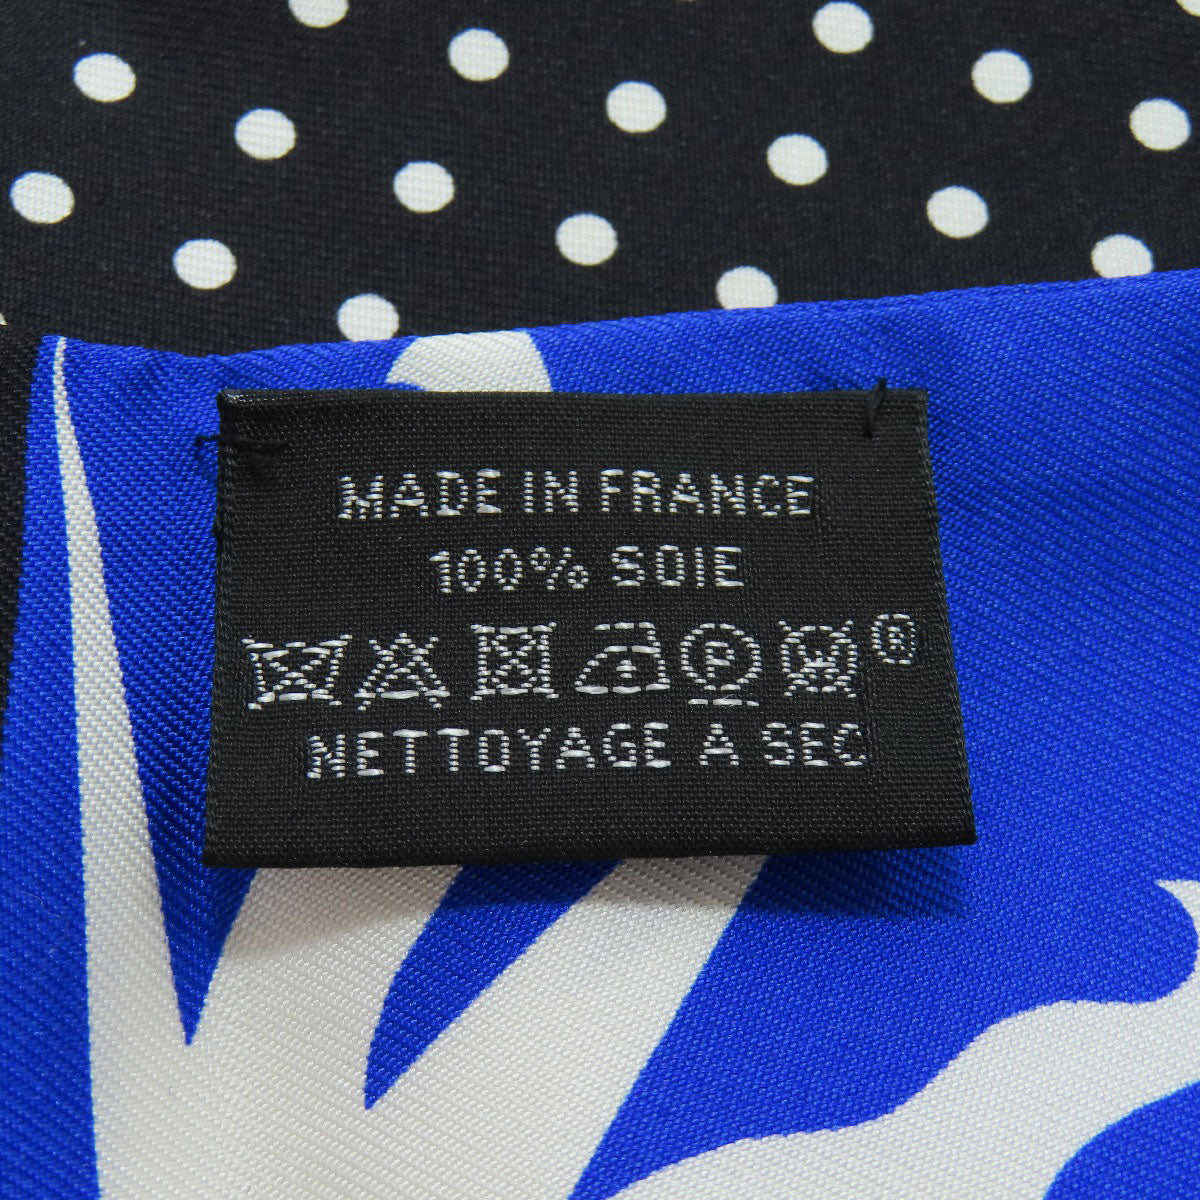 MADE IN FRANCE
100% SOIE
P W ®
NETTOYAGE A SEC